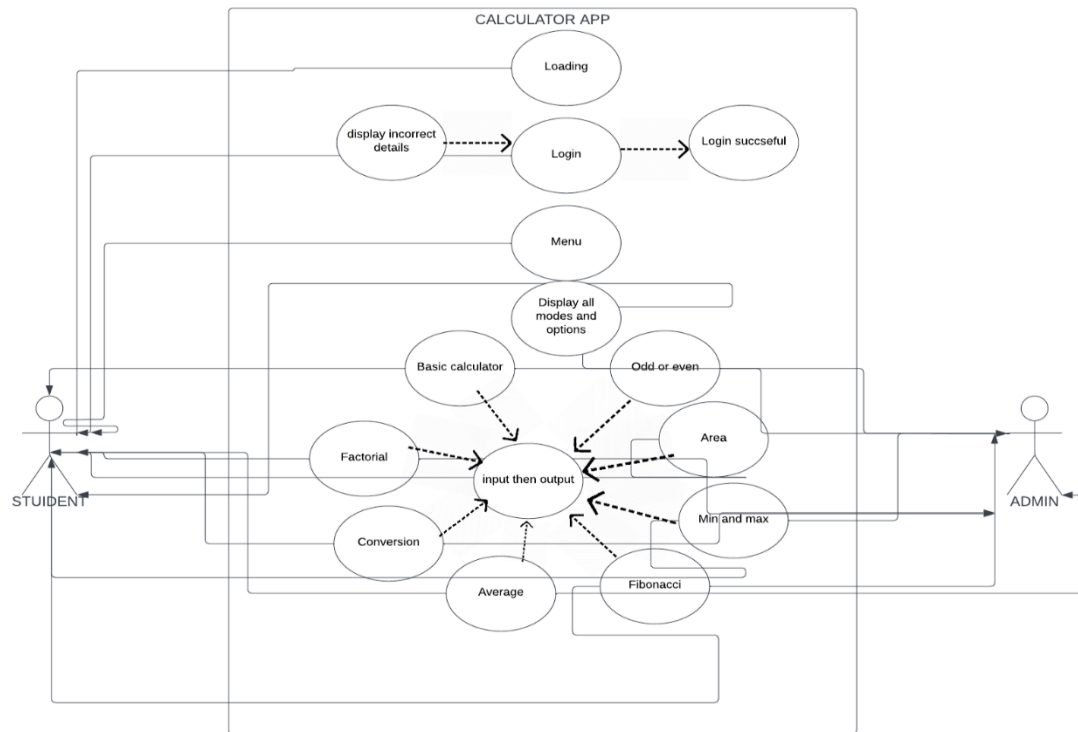 CALCULATOR APP
Loading
display incorrect
details
Login
Login succseful
Menu
Display all
modes and
options
Basic calculator
Odd or even
Area
Factorial
input then output
STUIDENT
ADMIN
Min and max
Conversion
Fibonacci
Average